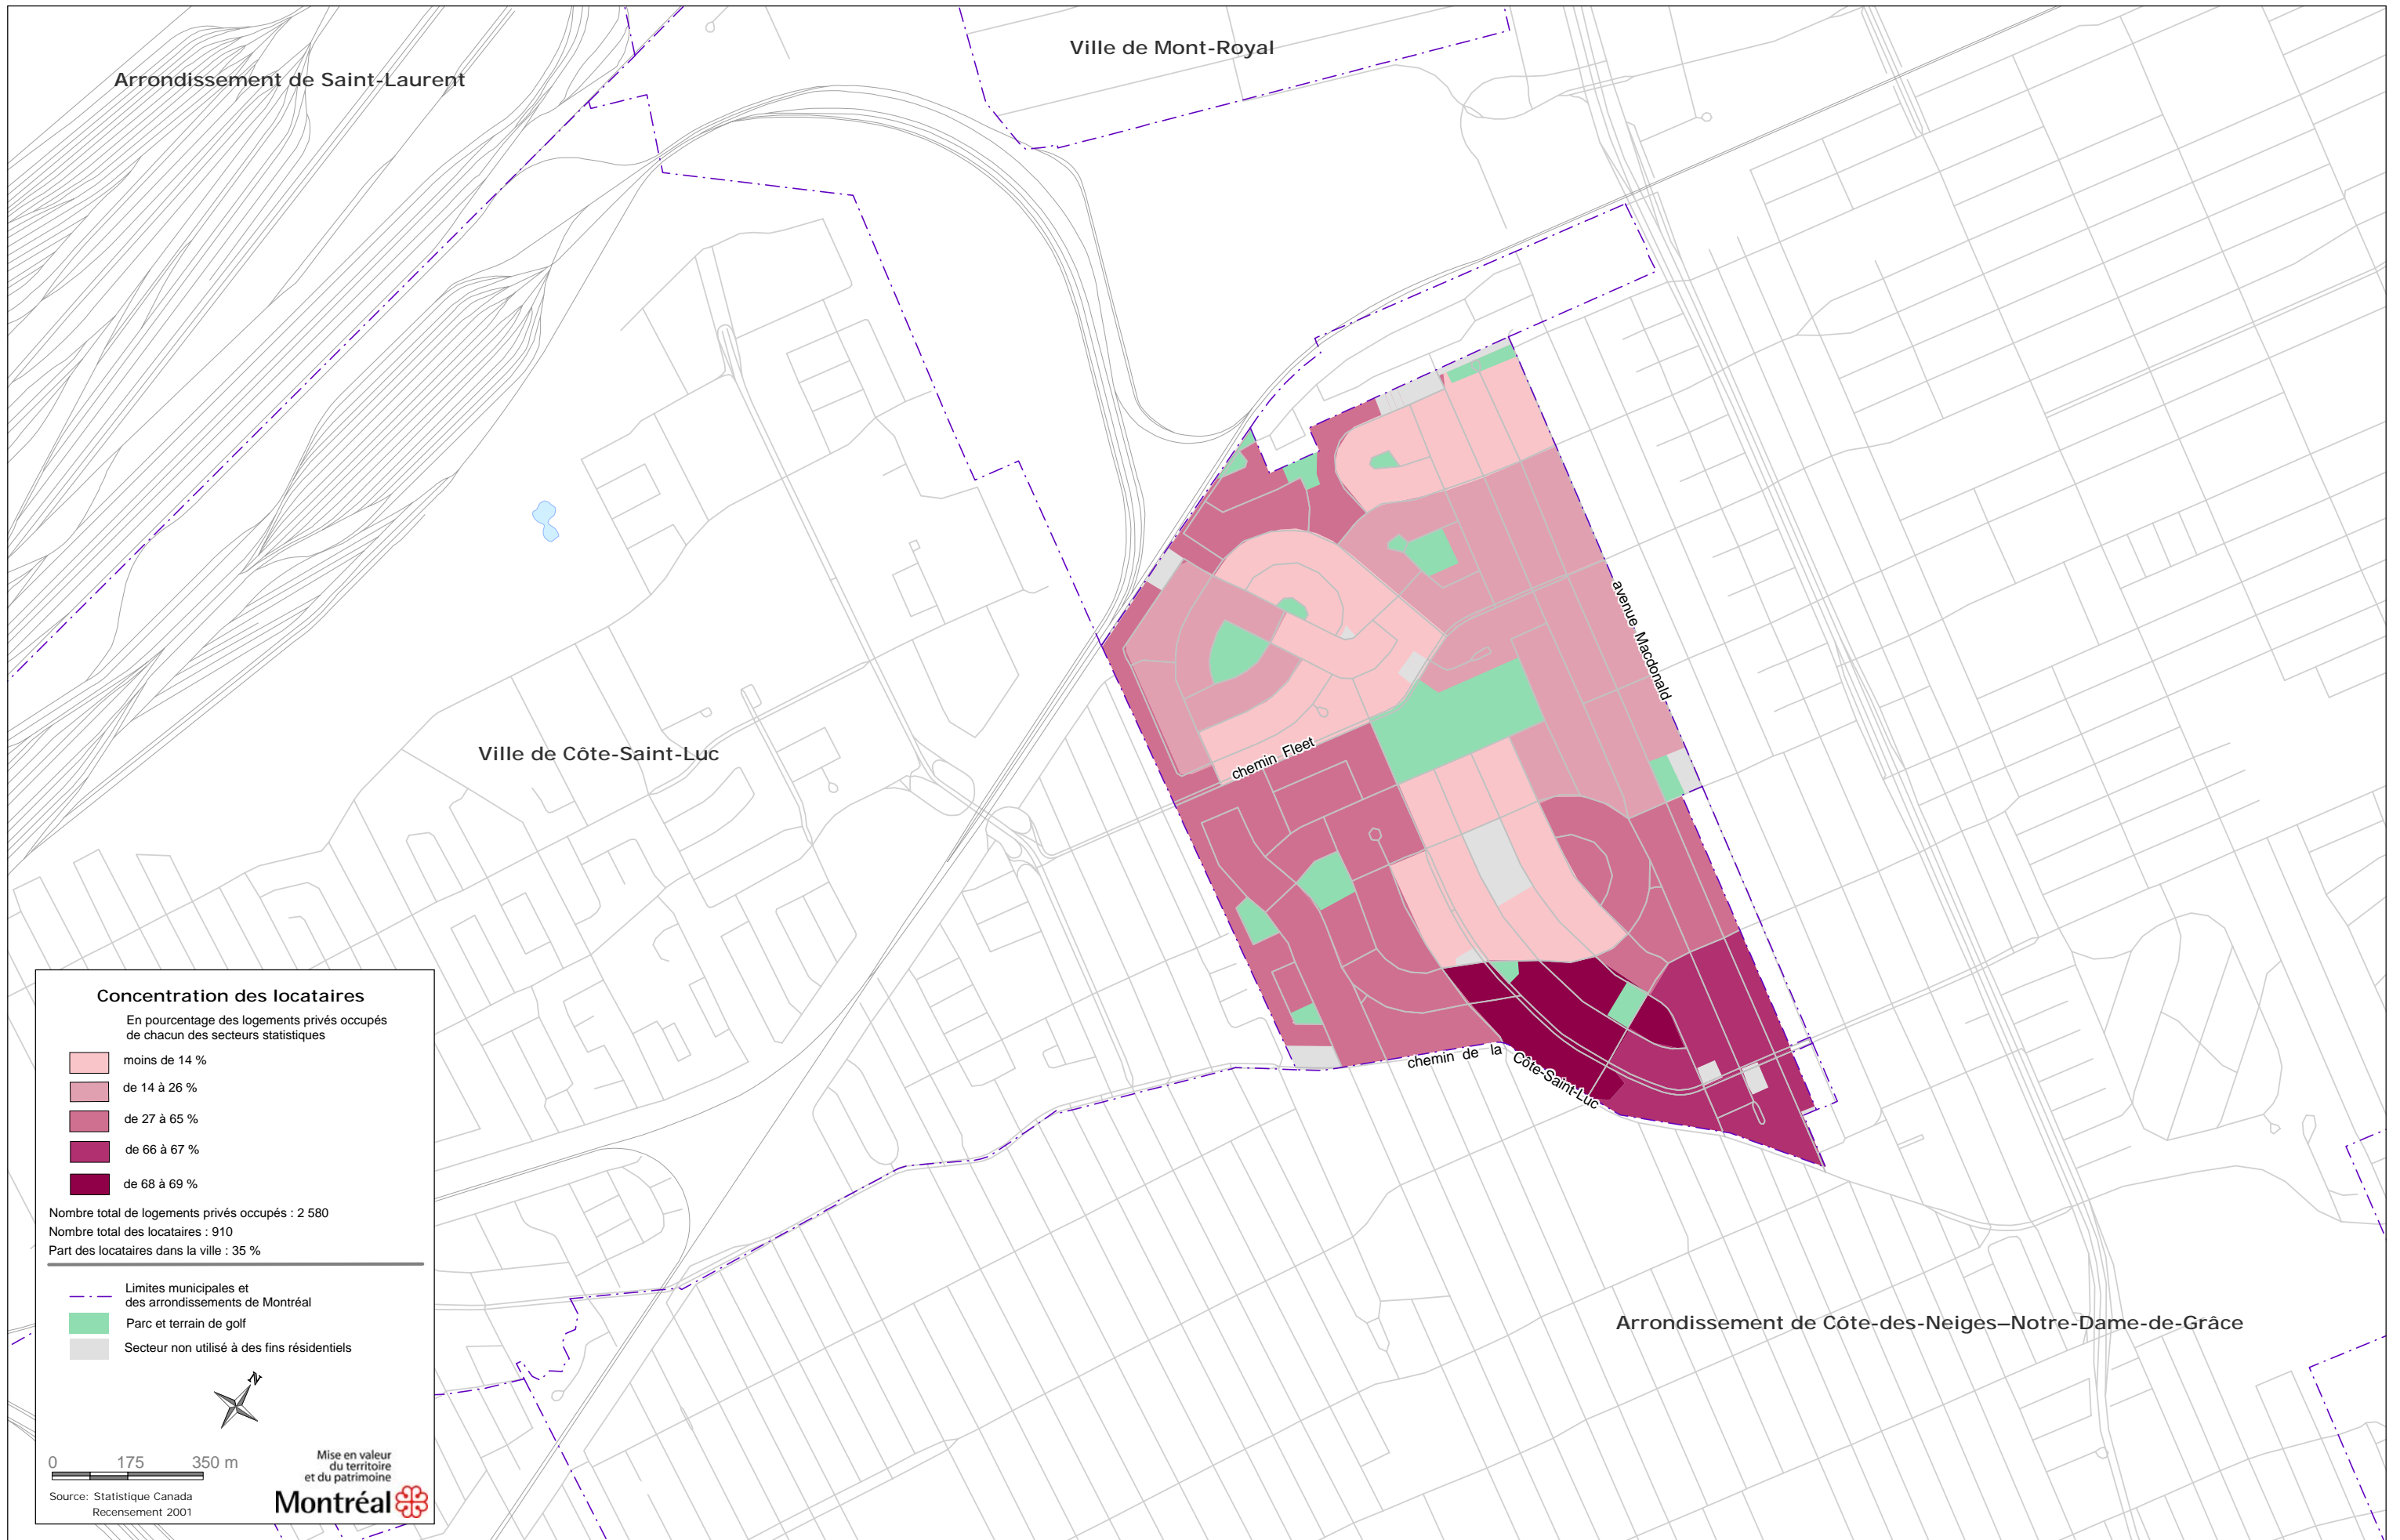 Arrondissement de Saint-Laurent
Ville de Mont-Royal
avenue Macdonald
Ville de Côte-Saint-Luc
chemin Fleet
chemin de la Côte-Saint-Luc
Arrondissement de Côte-des-Neiges–Notre-Dame-de-Grâce
Concentration des locataires
En pourcentage des logements privés occupés
de chacun des secteurs statistiques
moins de 14 %
de 14 à 26 %
de 27 à 65 %
de 66 à 67 %
de 68 à 69 %
Nombre total de logements privés occupés : 2 580
Nombre total des locataires : 910
Part des locataires dans la ville : 35 %
Limites municipales et
des arrondissements de Montréal
Parc et terrain de golf
Secteur non utilisé à des fins résidentiels
N
0 175 350 m
Source: Statistique Canada
Recensement 2001
Mise en valeur
du territoire
et du patrimoine
Montréal